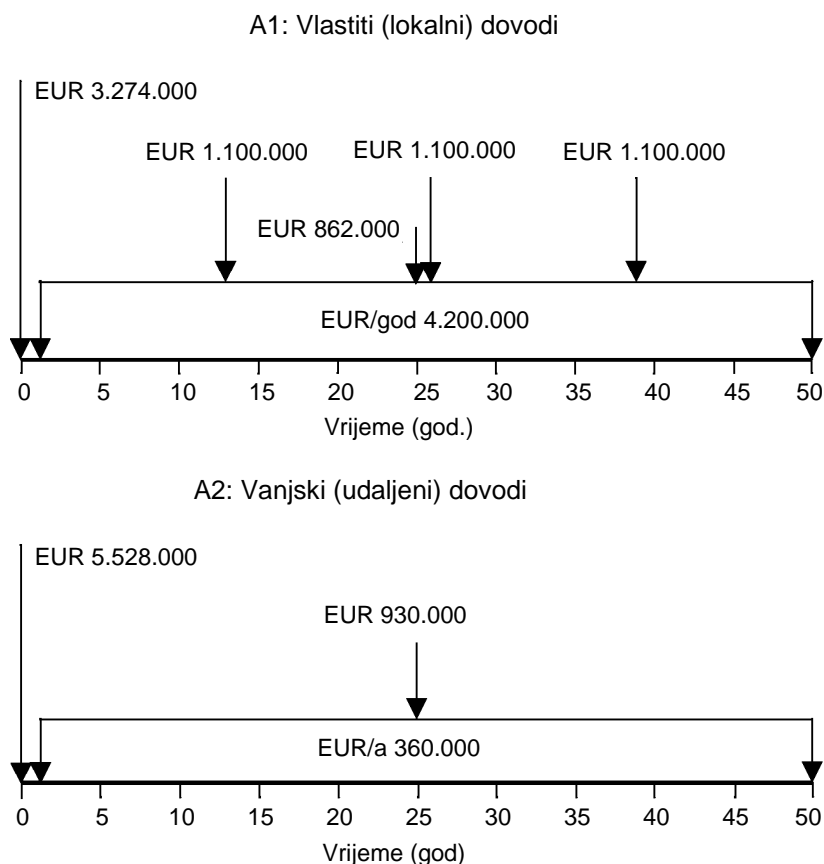 A1: Vlastiti (lokalni) dovodi
EUR 3.274.000
EUR 1.100.000 EUR 1.100.000 EUR 1.100.000
EUR 862.000
EUR/god 4.200.000
0 5 10 15 20 25 30 35 40 45 50
Vrijeme (god.)
A2: Vanjski (udaljeni) dovodi
EUR 5.528.000
EUR 930.000
EUR/a 360.000
0 5 10 15 20 25 30 35 40 45 50
Vrijeme (god)